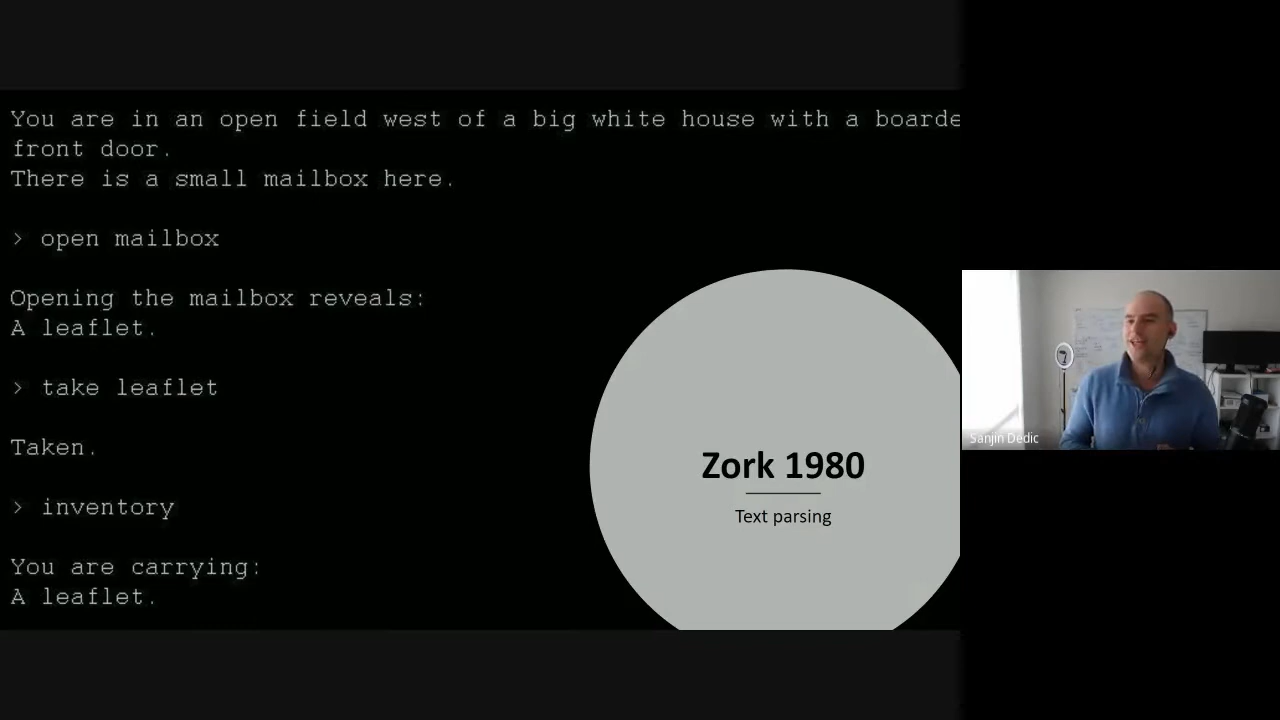 You are in an open field west of a big white house with a boarde
front door.
There is a small mailbox here.
> open mailbox
Opening the mailbox reveals:
A leaflet.
> take leaflet
Taken.
> inventory
You are carrying:
A leaflet.
Zork 1980
Text parsing
Sanjin Dedic